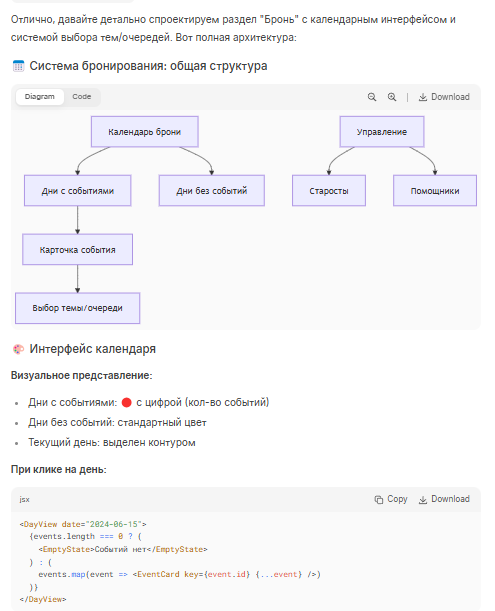 Отлично, давайте детально спроектируем раздел "Бронь" с календарным интерфейсом и
системой выбора тем/очередей. Вот полная архитектура:
Система бронирования: общая структура
Diagram Code Download
Календарь брони Управление
Дни с событиями Дни без событий Старосты Помощники
Карточка события
Выбор темы/очереди
Интерфейс календаря
Визуальное представление:
Дни с событиями: 🔴 с цифрой (кол-во событий)
Дни без событий: стандартный цвет
Текущий день: выделен контуром
При клике на день:
jsx Copy Download
<DayView date="2024-06-15">
{events.length === 0 ? (
<EmptyState>Событий нет</EmptyState>
) : (
events.map(event => <EventCard key={event.id} {...event} />)
)}
</DayView>